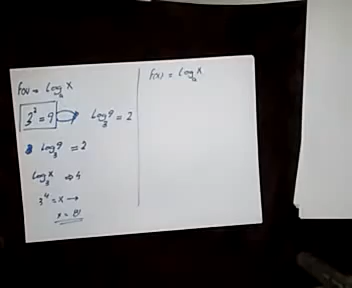 f(x) = log_a x
3² = 9 log_3 9 = 2
log_3 9 = 2
log_3 x ⇒ 4
3⁴ = x →
x = 81
f(x) = log_a x